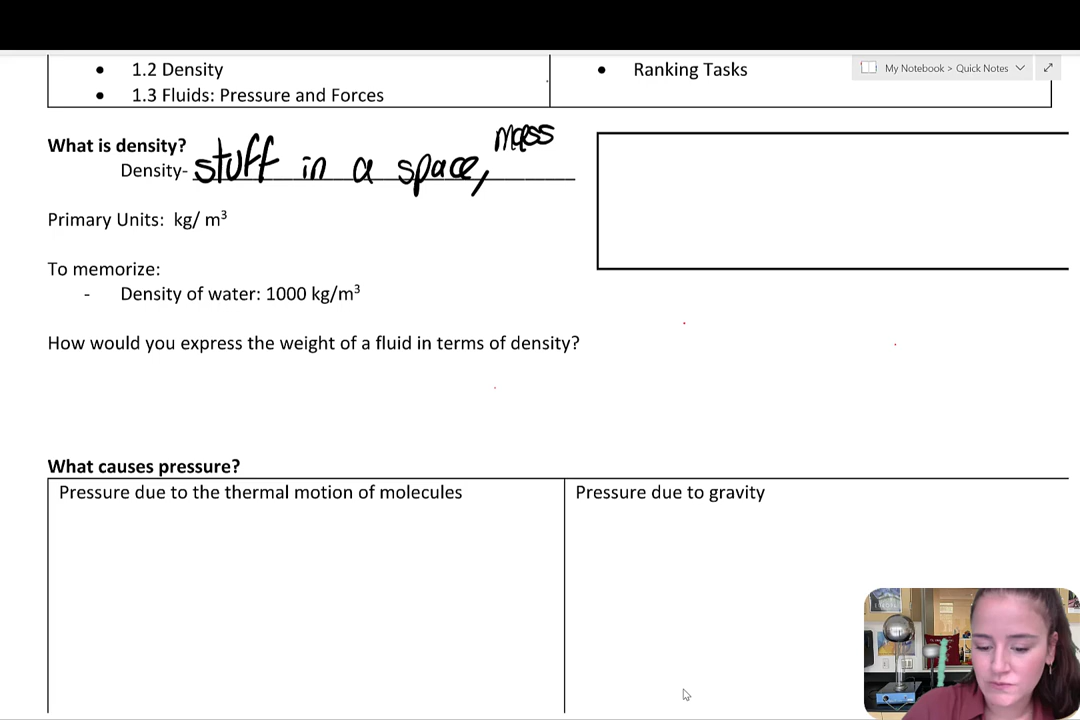 • 1.2 Density
• Ranking Tasks
My Notebook > Quick Notes
• 1.3 Fluids: Pressure and Forces
What is density?
mass
Density- stuff in a space,
Primary Units: kg/ m³
To memorize:
- Density of water: 1000 kg/m³
How would you express the weight of a fluid in terms of density?
What causes pressure?
Pressure due to the thermal motion of molecules
Pressure due to gravity